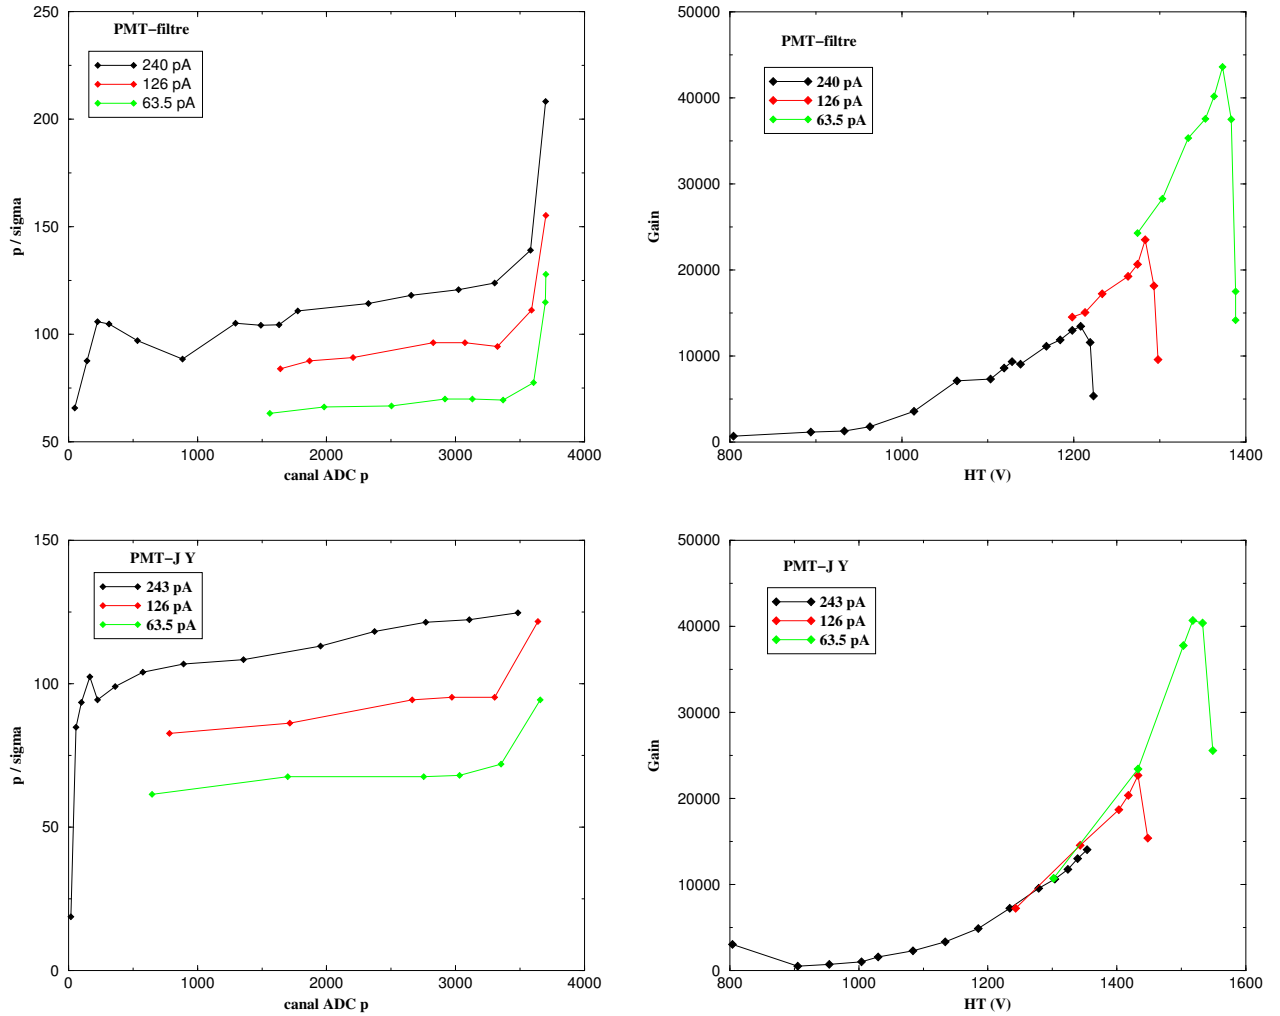 250
200
150
100
50
p / sigma
PMT−filtre
240 pA
126 pA
63.5 pA
0
1000
2000
3000
4000
canal ADC p
50000
40000
30000
20000
10000
0
Gain
PMT−filtre
240 pA
126 pA
63.5 pA
800
1000
1200
1400
HT (V)
150
100
50
0
p / sigma
PMT−J Y
243 pA
126 pA
63.5 pA
0
1000
2000
3000
4000
canal ADC p
50000
40000
30000
20000
10000
0
Gain
PMT−J Y
243 pA
126 pA
63.5 pA
800
1000
1200
1400
1600
HT (V)